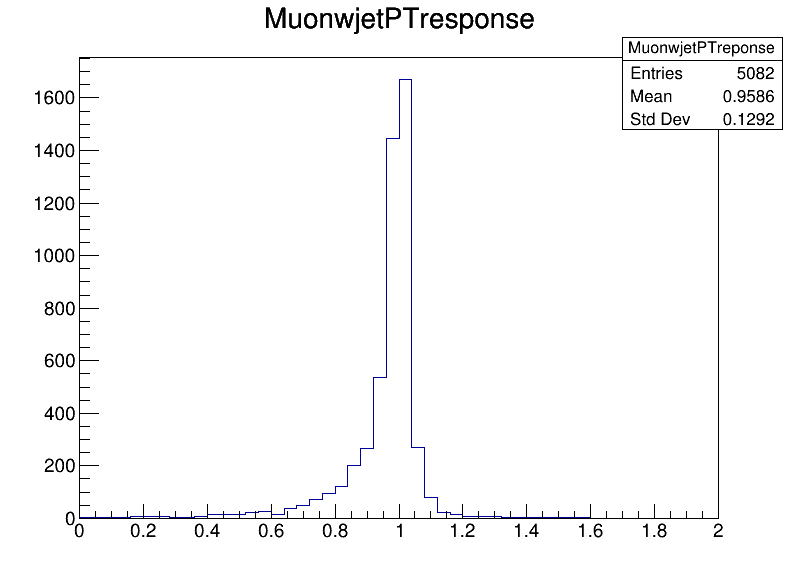 MuonwjetPTresponse
MuonwjetPTreponse
Entries 5082
Mean 0.9586
Std Dev 0.1292
1600
1400
1200
1000
800
600
400
200
0
0 0.2 0.4 0.6 0.8 1 1.2 1.4 1.6 1.8 2